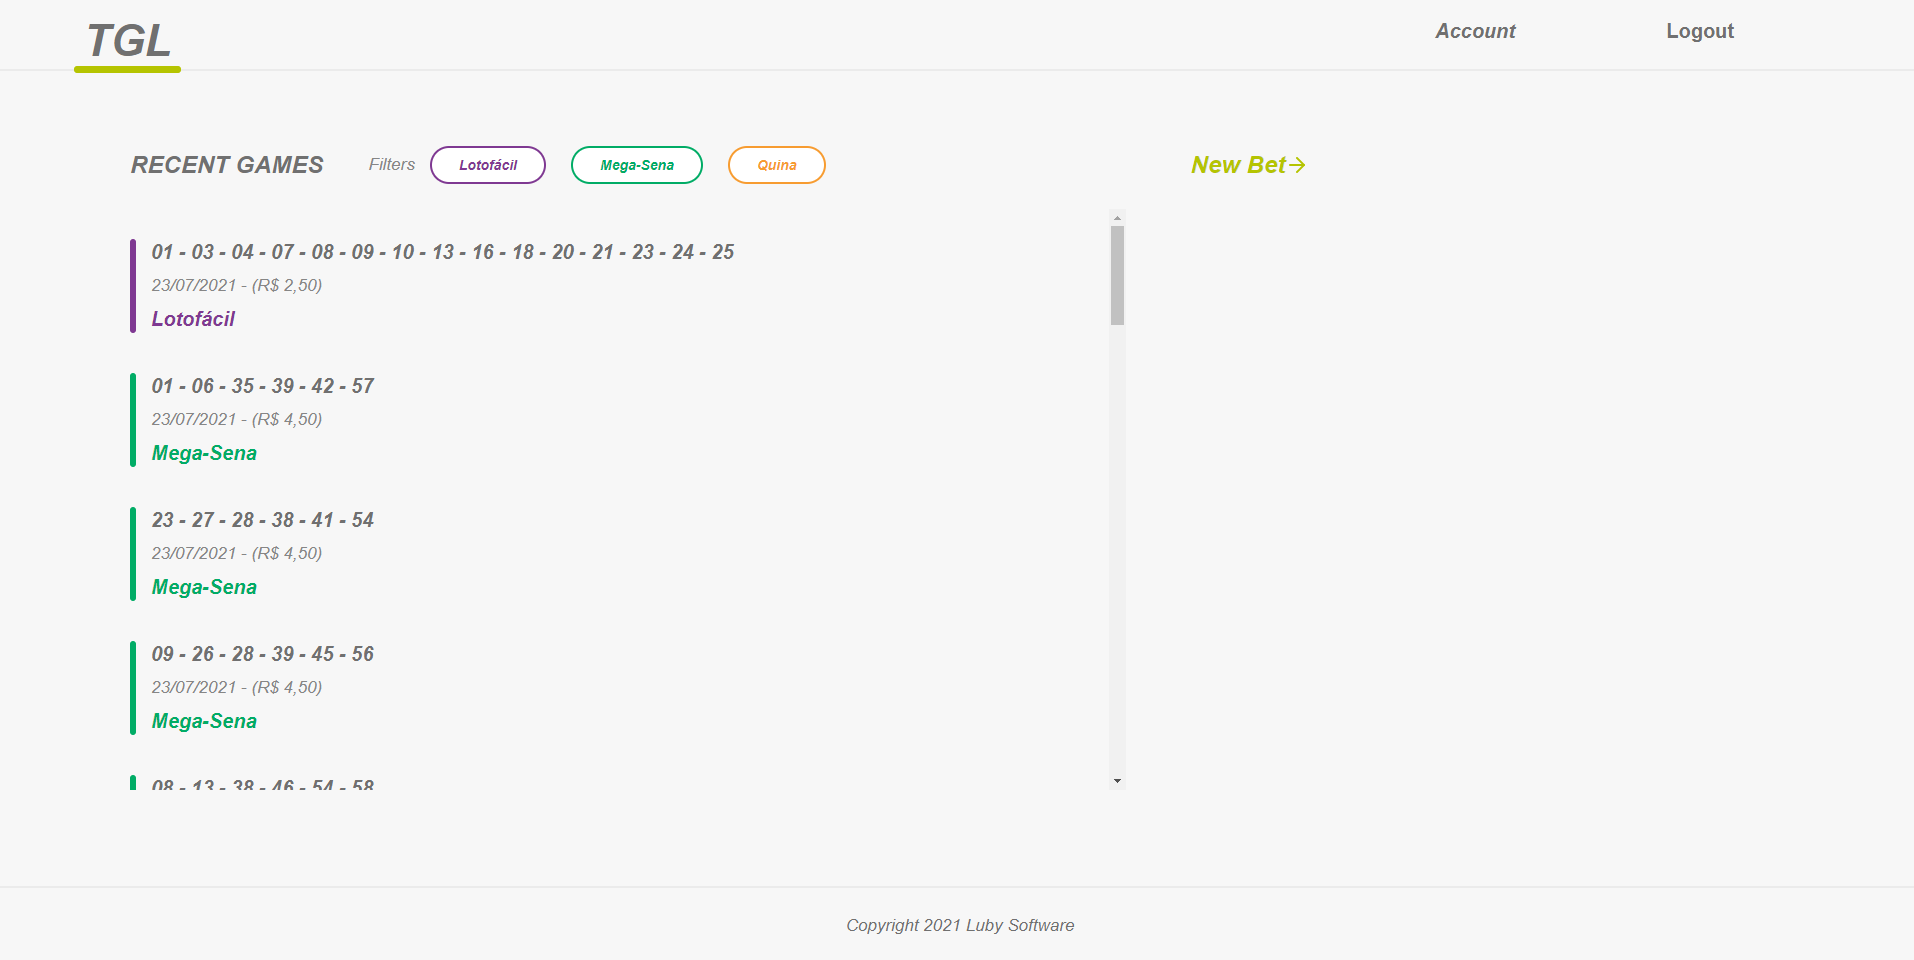 TGL
Account
Logout
RECENT GAMES
Filters
Lotofácil
Mega-Sena
Quina
New Bet→
01 - 03 - 04 - 07 - 08 - 09 - 10 - 13 - 16 - 18 - 20 - 21 - 23 - 24 - 25
23/07/2021 - (R$ 2,50)
Lotofácil
01 - 06 - 35 - 39 - 42 - 57
23/07/2021 - (R$ 4,50)
Mega-Sena
23 - 27 - 28 - 38 - 41 - 54
23/07/2021 - (R$ 4,50)
Mega-Sena
09 - 26 - 28 - 39 - 45 - 56
23/07/2021 - (R$ 4,50)
Mega-Sena
08 - 13 - 38 - 46 - 54 - 58
Copyright 2021 Luby Software